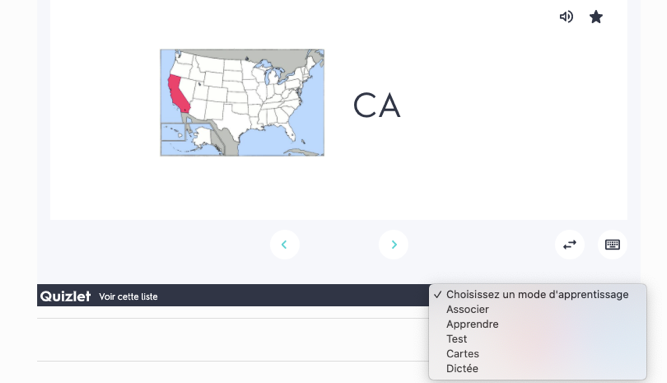 CA
Quizlet Voir cette liste
✓ Choisissez un mode d'apprentissage
Associer
Apprendre
Test
Cartes
Dictée